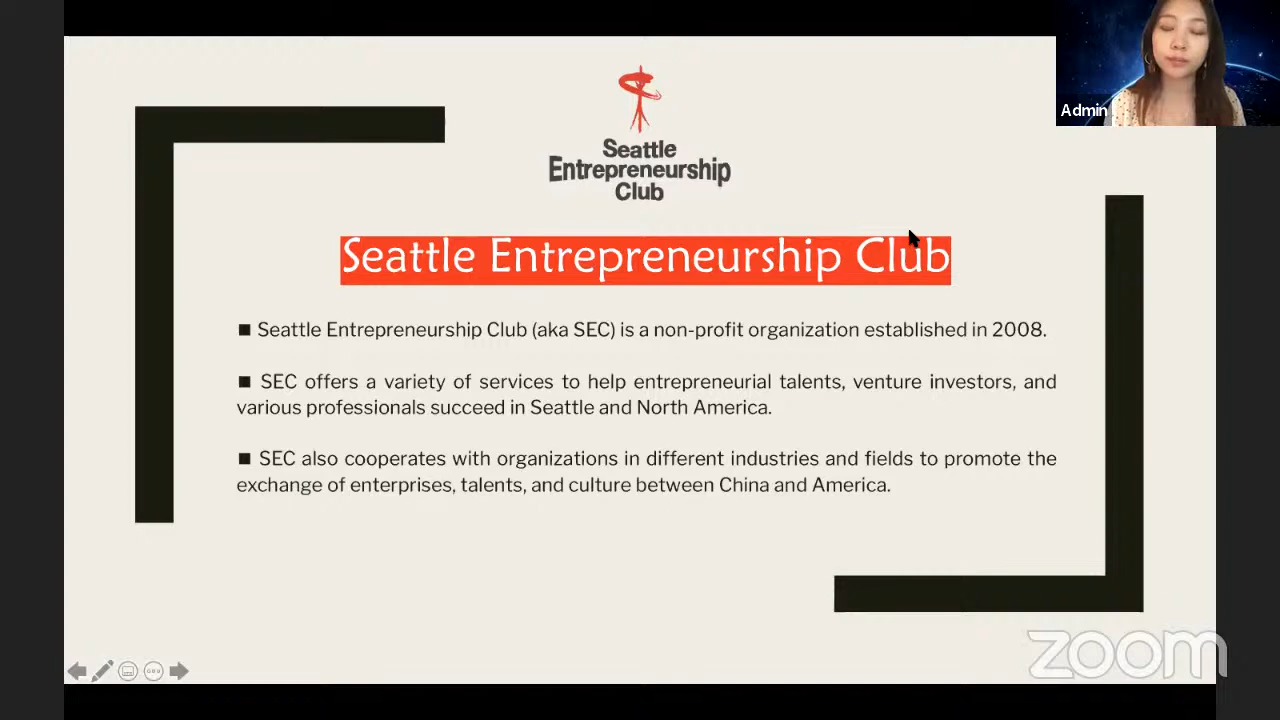 Admin
Seattle
Entrepreneurship
Club
Seattle Entrepreneurship Club
■ Seattle Entrepreneurship Club (aka SEC) is a non-profit organization established in 2008.
■ SEC offers a variety of services to help entrepreneurial talents, venture investors, and
various professionals succeed in Seattle and North America.
■ SEC also cooperates with organizations in different industries and fields to promote the
exchange of enterprises, talents, and culture between China and America.
zoom